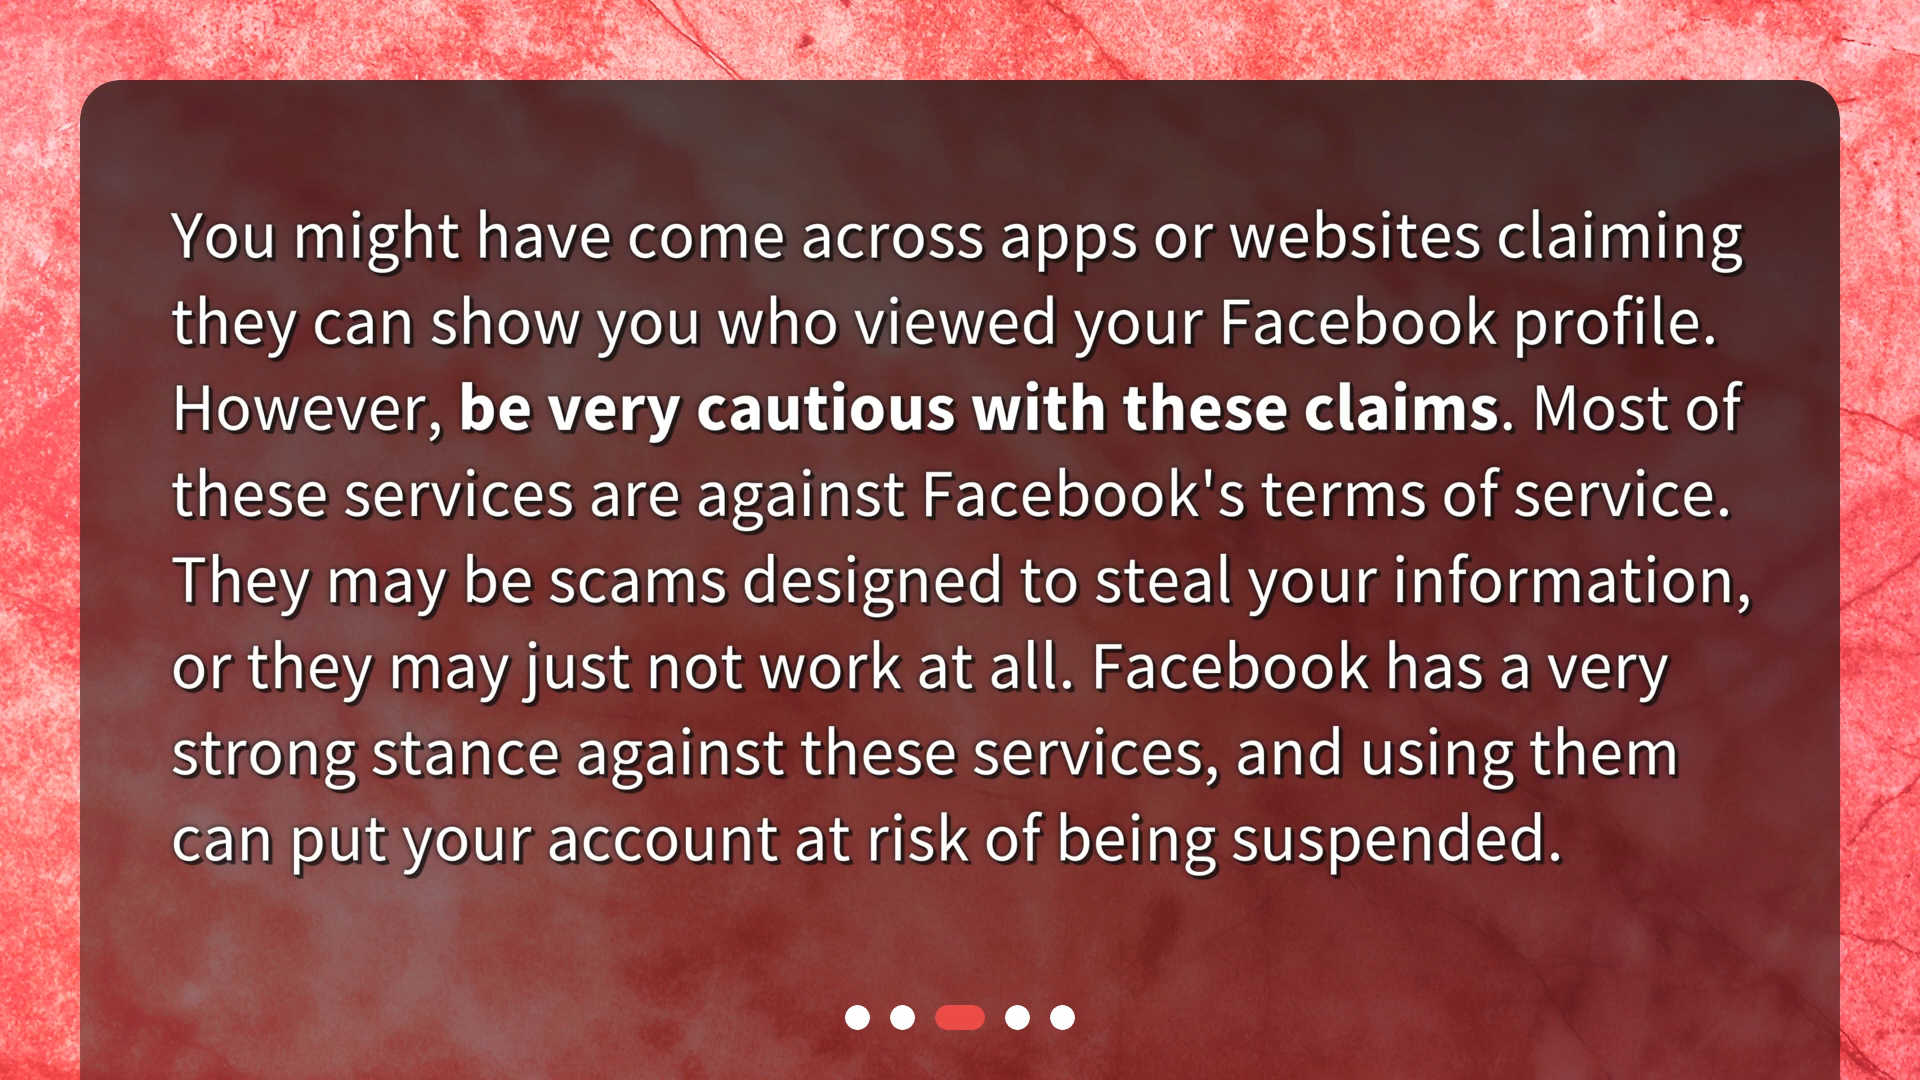 You might have come across apps or websites claiming
they can show you who viewed your Facebook profile.
However, be very cautious with these claims. Most of
these services are against Facebook's terms of service.
They may be scams designed to steal your information,
or they may just not work at all. Facebook has a very
strong stance against these services, and using them
can put your account at risk of being suspended.